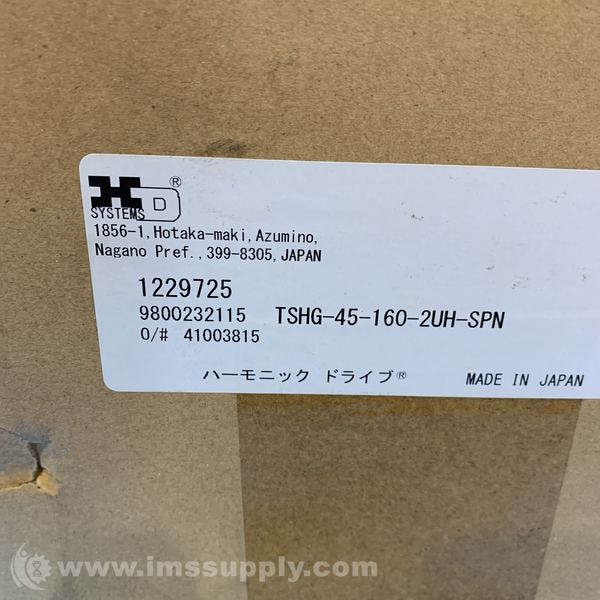 HD®
SYSTEMS
1856-1,Hotaka-maki,Azumino,
Nagano Pref.,399-8305,JAPAN
1229725
9800232115 TSHG-45-160-2UH-SPN
O/# 41003815
ハーモニック ドライブ® MADE IN JAPAN
www.imssupply.com